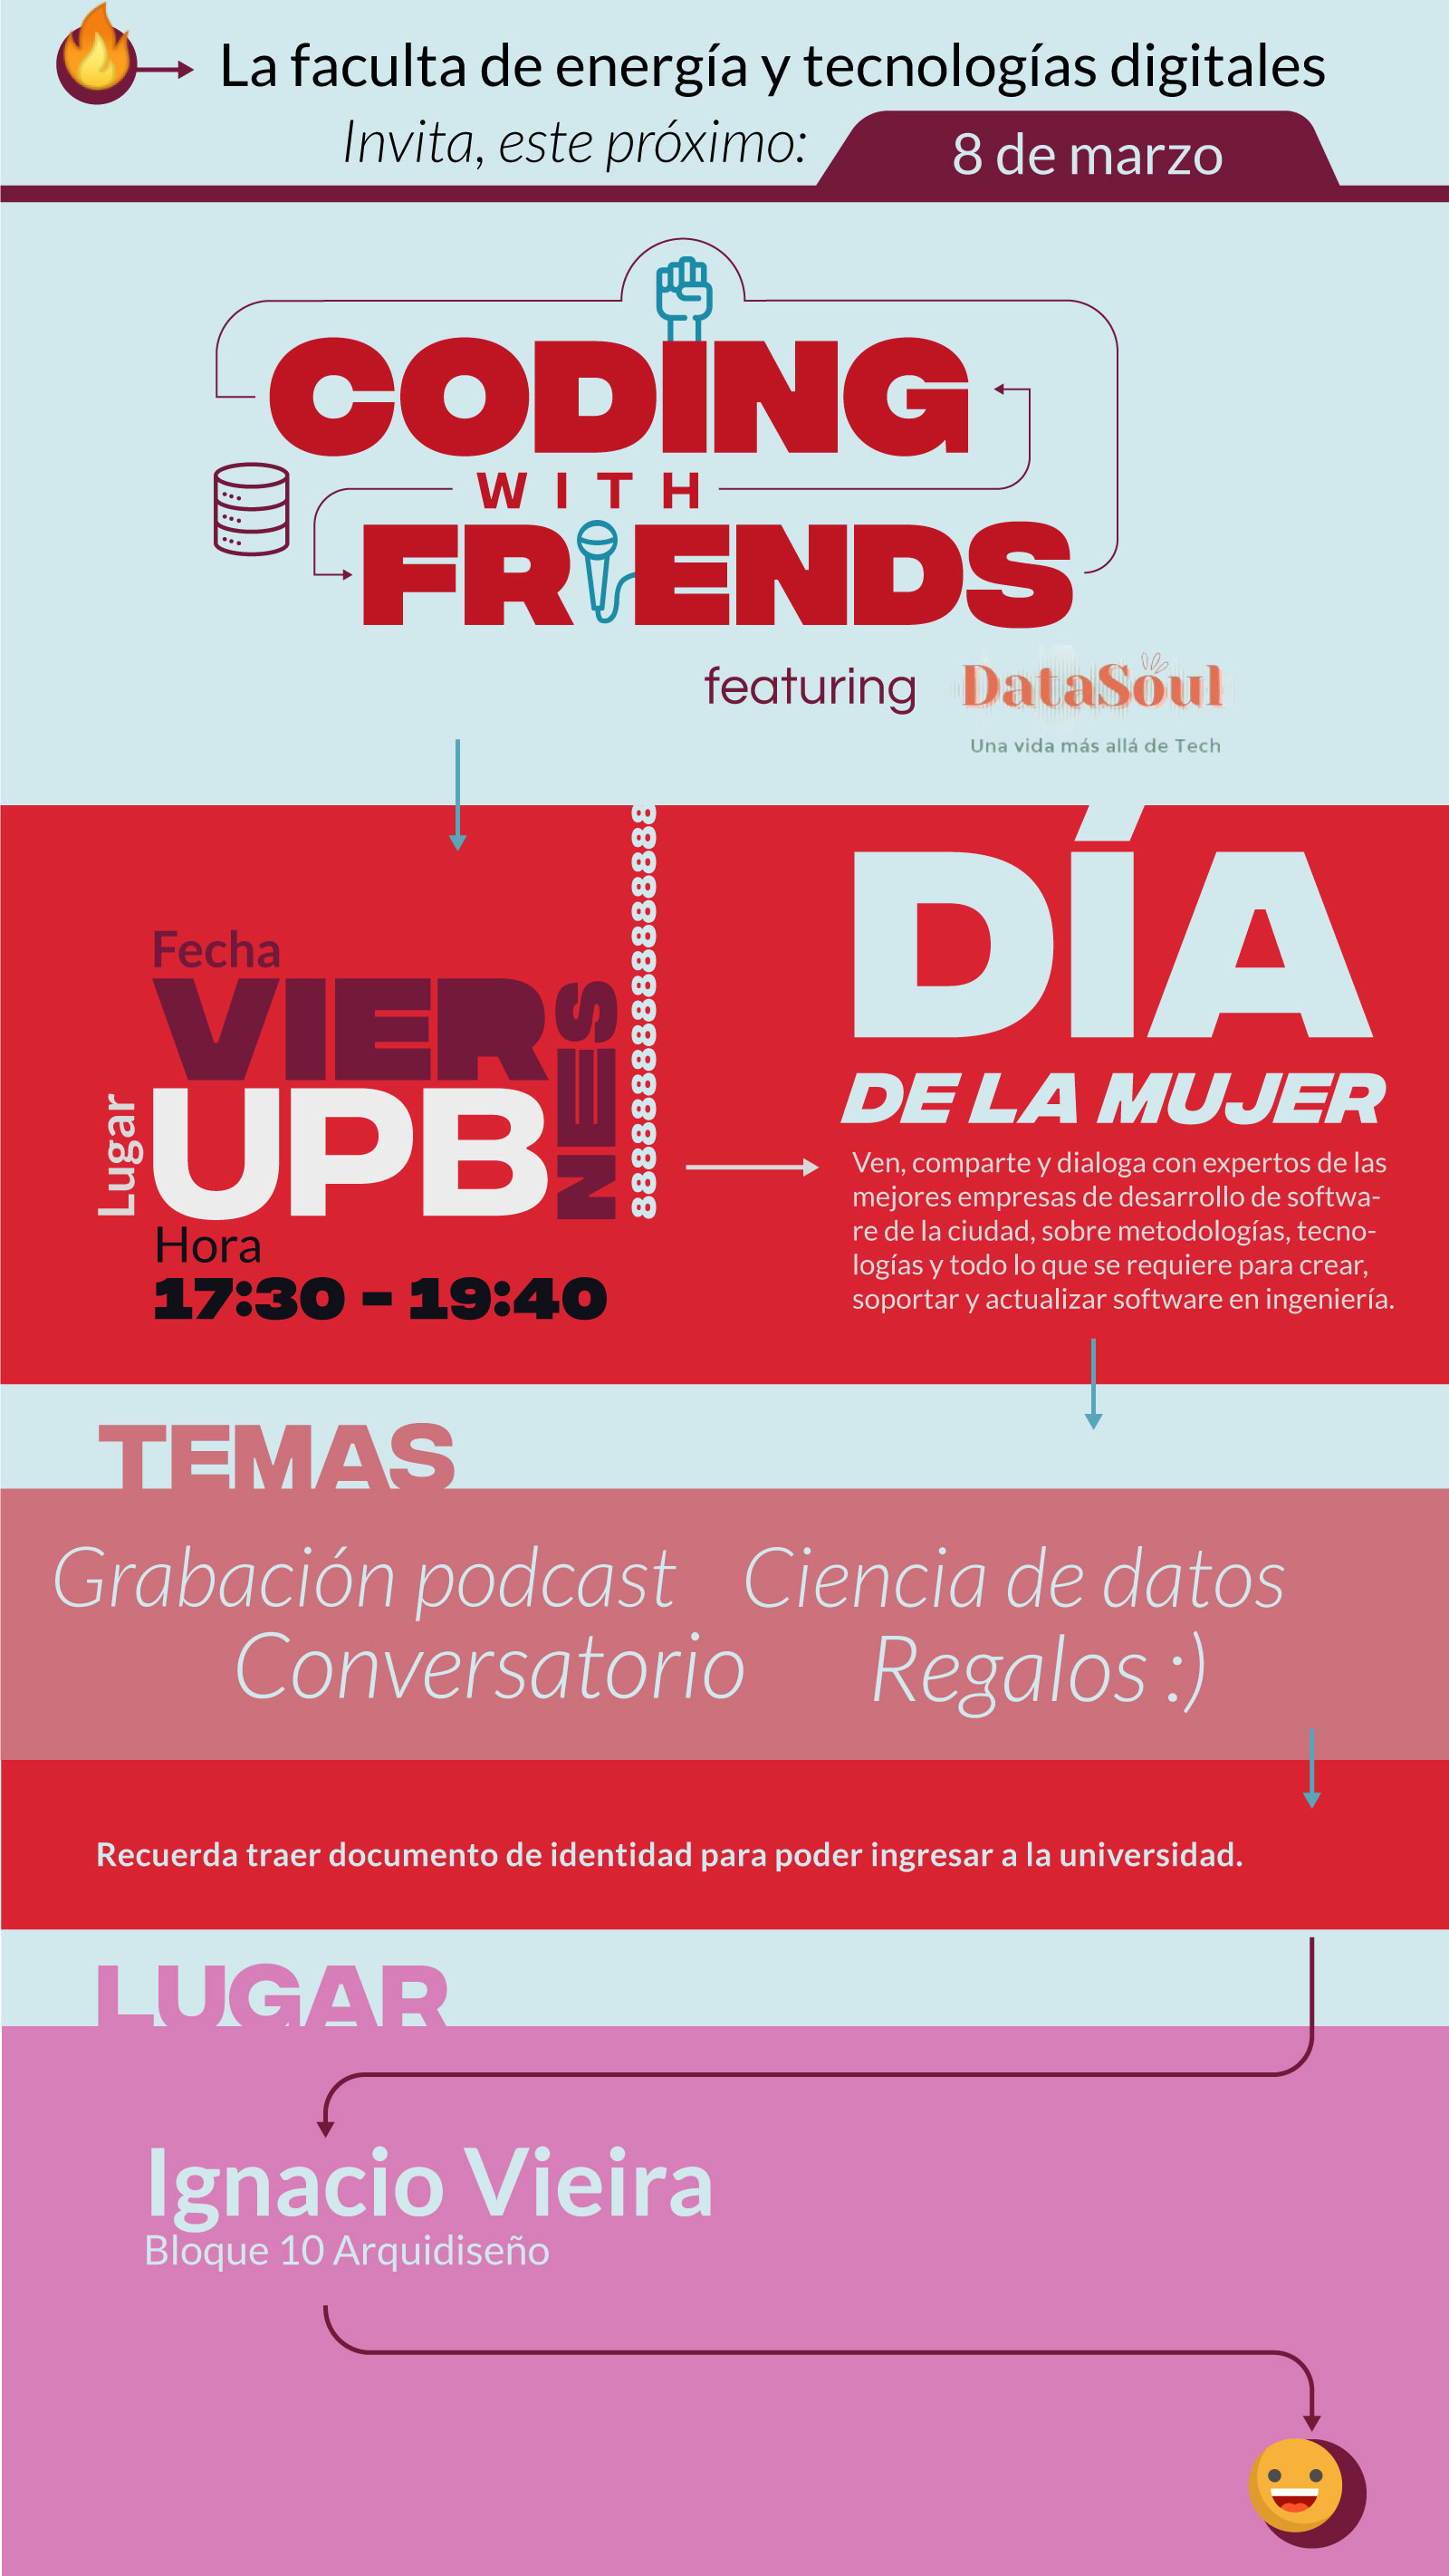 La faculta de energía y tecnologías digitales
Invita, este próximo:
8 de marzo
CODING
WITH
FRIENDS
featuring
DataSoul
Una vida más allá de Tech
Fecha
VIERNES
Lugar
UPB
Hora
17:30 - 19:40
88888888888888888
DÍA
DE LA MUJER
Ven, comparte y dialoga con expertos de las
mejores empresas de desarrollo de softwa-
re de la ciudad, sobre metodologías, tecno-
logías y todo lo que se requiere para crear,
soportar y actualizar software en ingeniería.
TEMAS
Grabación podcast
Ciencia de datos
Conversatorio
Regalos :)
Recuerda traer documento de identidad para poder ingresar a la universidad.
LUGAR
Ignacio Vieira
Bloque 10 Arquidiseño